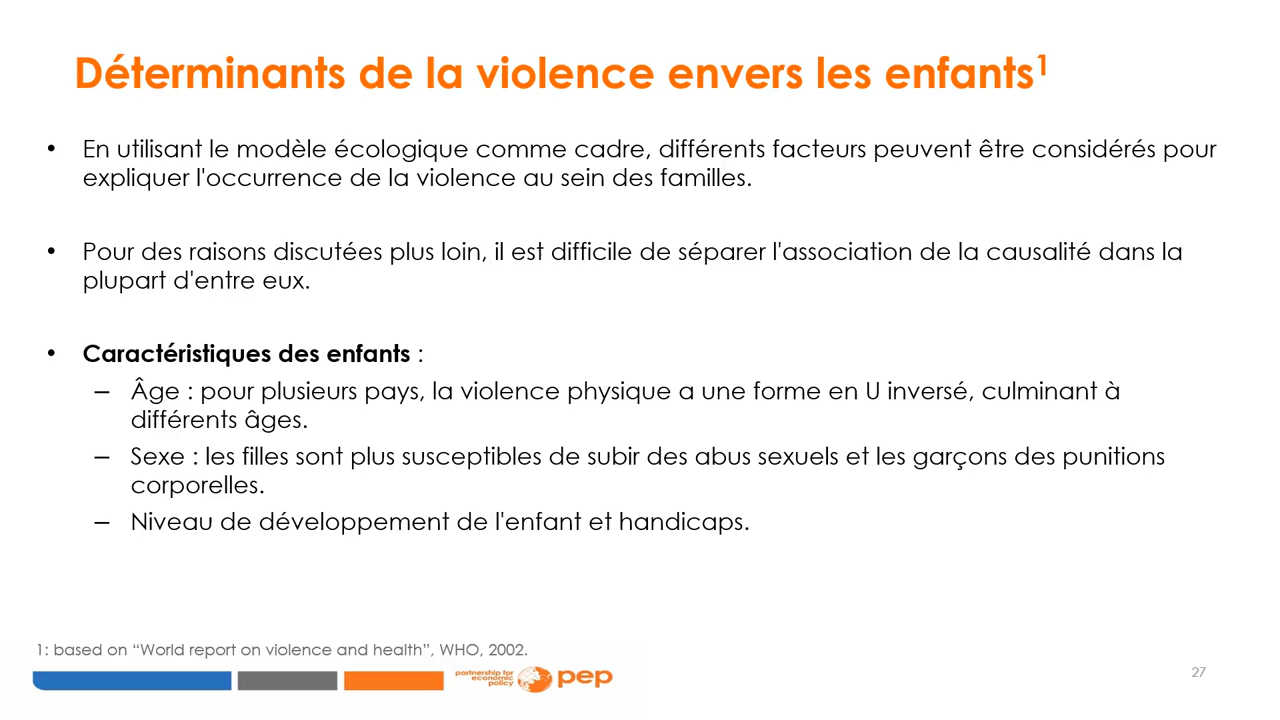 Déterminants de la violence envers les enfants¹
• En utilisant le modèle écologique comme cadre, différents facteurs peuvent être considérés pour
expliquer l'occurrence de la violence au sein des familles.
• Pour des raisons discutées plus loin, il est difficile de séparer l'association de la causalité dans la
plupart d'entre eux.
• Caractéristiques des enfants :
– Âge : pour plusieurs pays, la violence physique a une forme en U inversé, culminant à
différents âges.
– Sexe : les filles sont plus susceptibles de subir des abus sexuels et les garçons des punitions
corporelles.
– Niveau de développement de l'enfant et handicaps.
1: based on “World report on violence and health”, WHO, 2002.
partnership for
economic
policy
pep
27